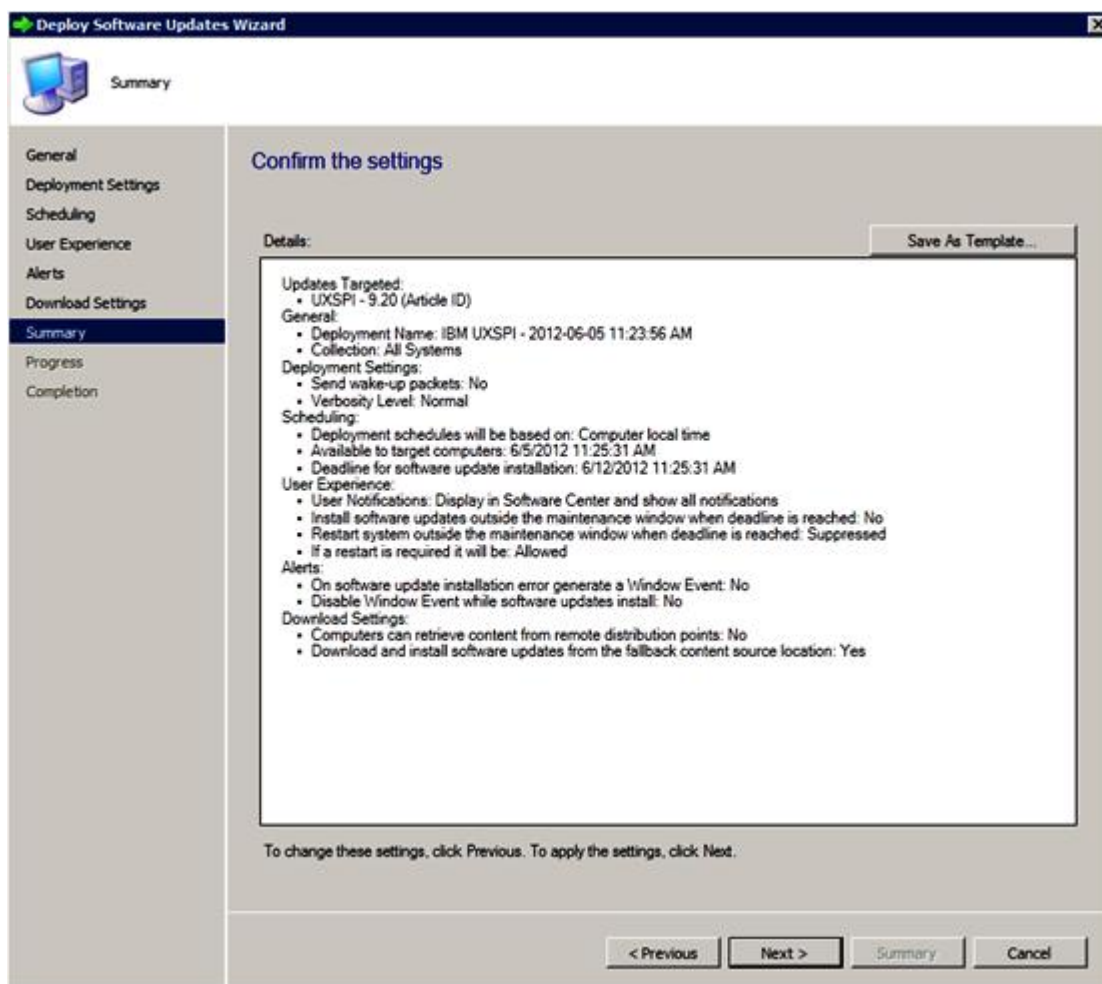 Deploy Software Updates Wizard
Summary
General
Deployment Settings
Scheduling
User Experience
Alerts
Download Settings
Summary
Progress
Completion
Confirm the settings
Details:
Save As Template...
Updates Targeted:
• UXSPI - 9.20 (Article ID)
General:
• Deployment Name: IBM UXSPI - 2012-06-05 11:23:56 AM
• Collection: All Systems
Deployment Settings:
• Send wake-up packets: No
• Verbosity Level: Normal
Scheduling:
• Deployment schedules will be based on: Computer local time
• Available to target computers: 6/5/2012 11:25:31 AM
• Deadline for software update installation: 6/12/2012 11:25:31 AM
User Experience:
• User Notifications: Display in Software Center and show all notifications
• Install software updates outside the maintenance window when deadline is reached: No
• Restart system outside the maintenance window when deadline is reached: Suppressed
• If a restart is required it will be: Allowed
Alerts:
• On software update installation error generate a Window Event: No
• Disable Window Event while software updates install: No
Download Settings:
• Computers can retrieve content from remote distribution points: No
• Download and install software updates from the fallback content source location: Yes
To change these settings, click Previous. To apply the settings, click Next.
< Previous
Next >
Summary
Cancel